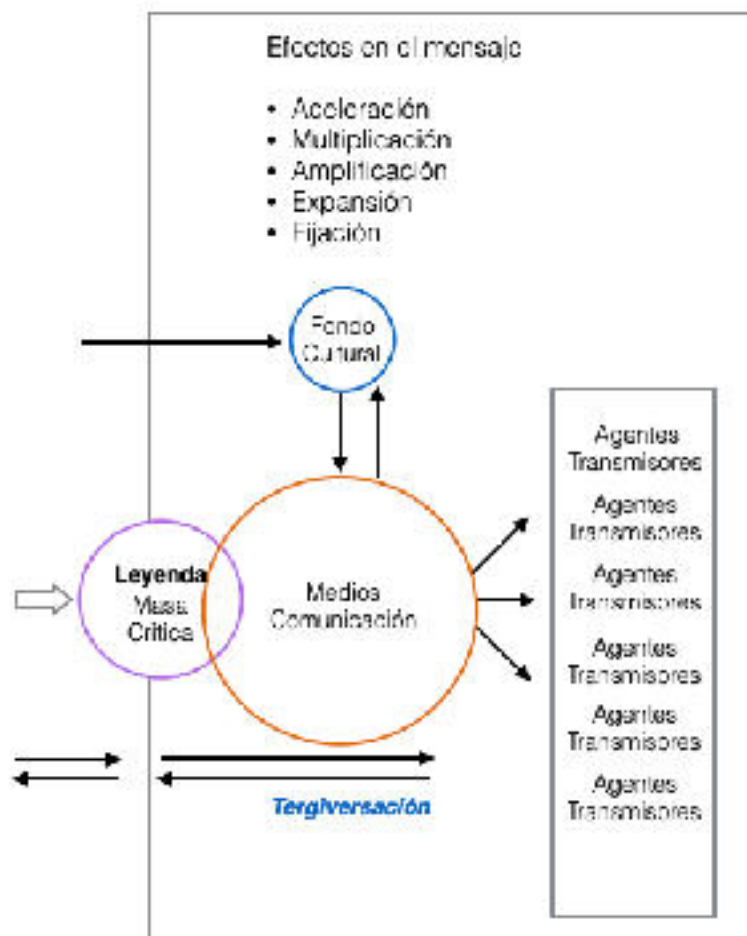 Efectos en el mensaje
• Aceleración
• Multiplicación
• Amplificación
• Expansión
• Fijación
Fondo
Cultural
Leyenda
Masa
Crítica
Medios
Comunicación
Tergiversación
Agentes
Transmisores
Agentes
Transmisores
Agentes
Transmisores
Agentes
Transmisores
Agentes
Transmisores
Agentes
Transmisores